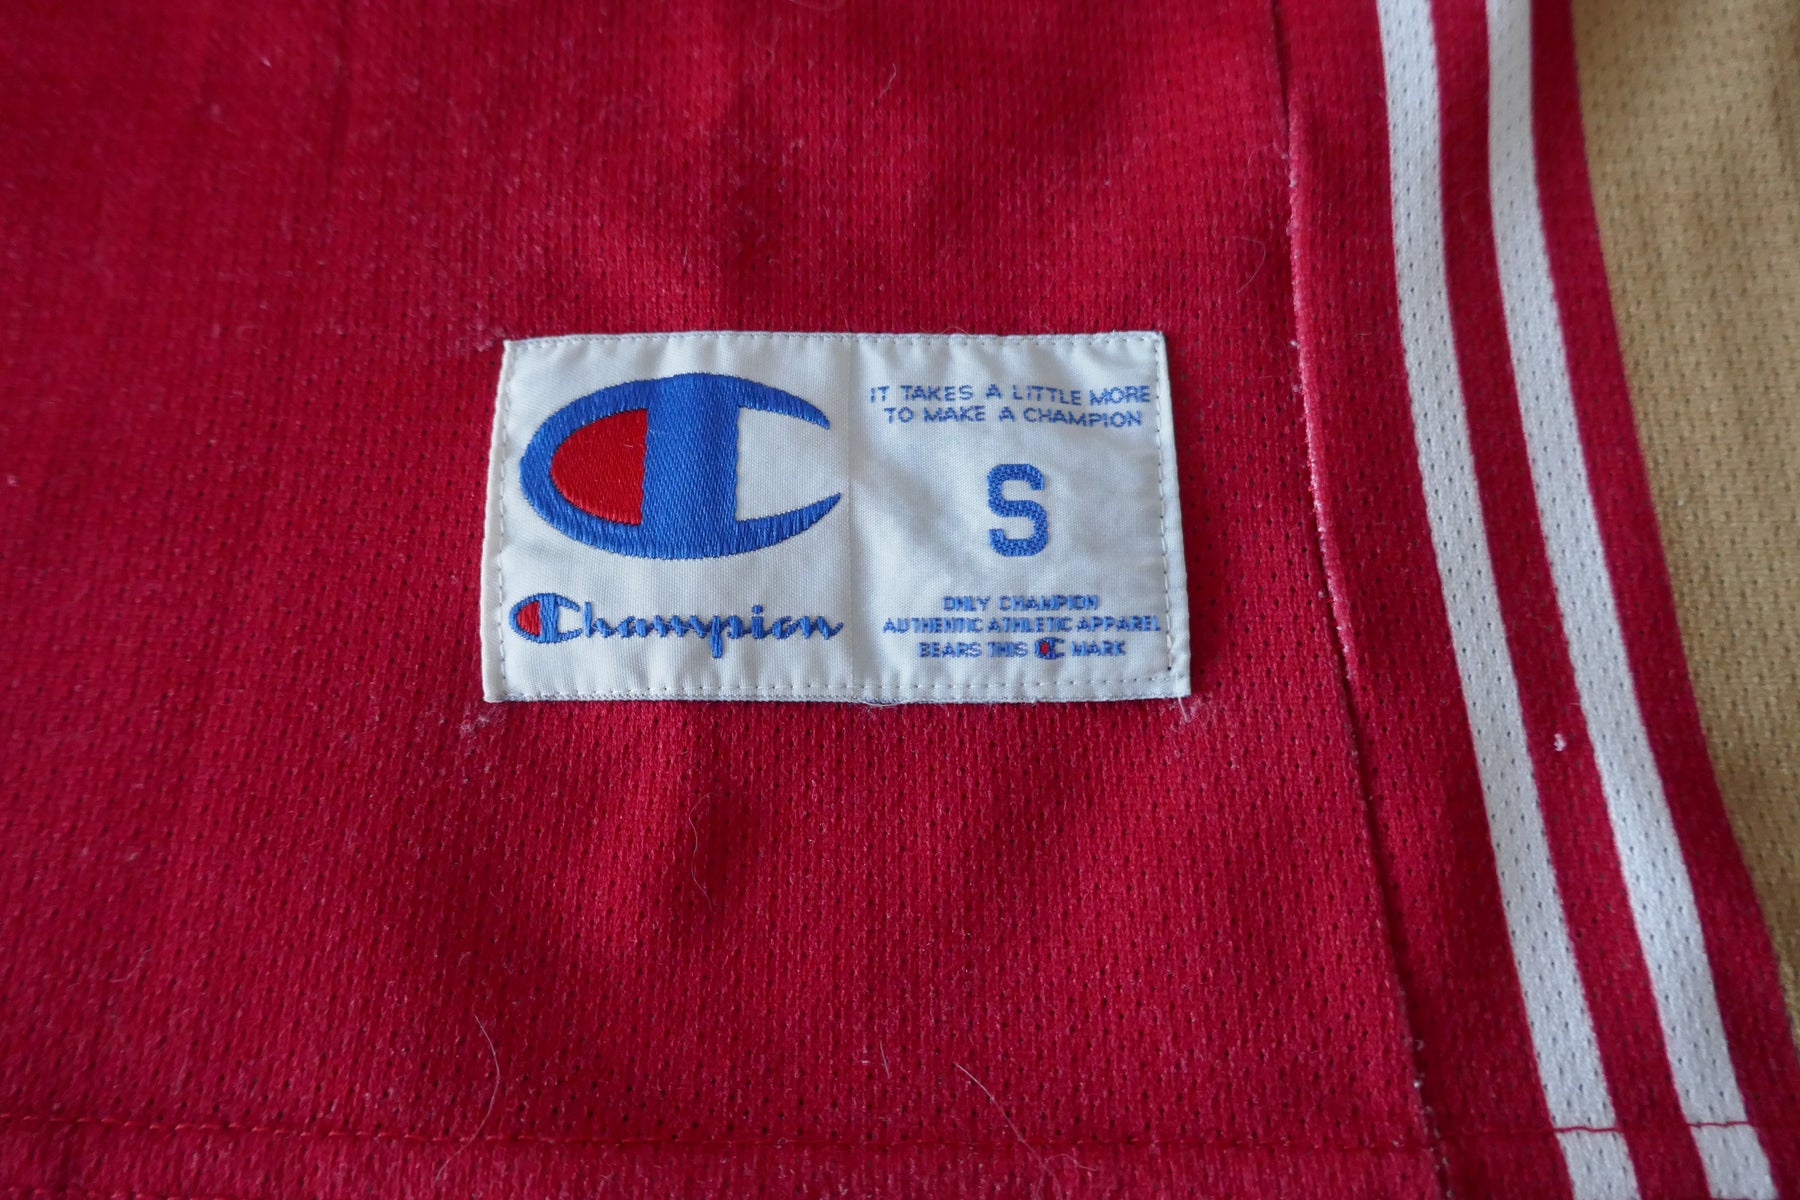 Champion
IT TAKES A LITTLE MORE
TO MAKE A CHAMPION
S
ONLY CHAMPION
AUTHENTIC ATHLETIC APPAREL
BEARS THIS C MARK